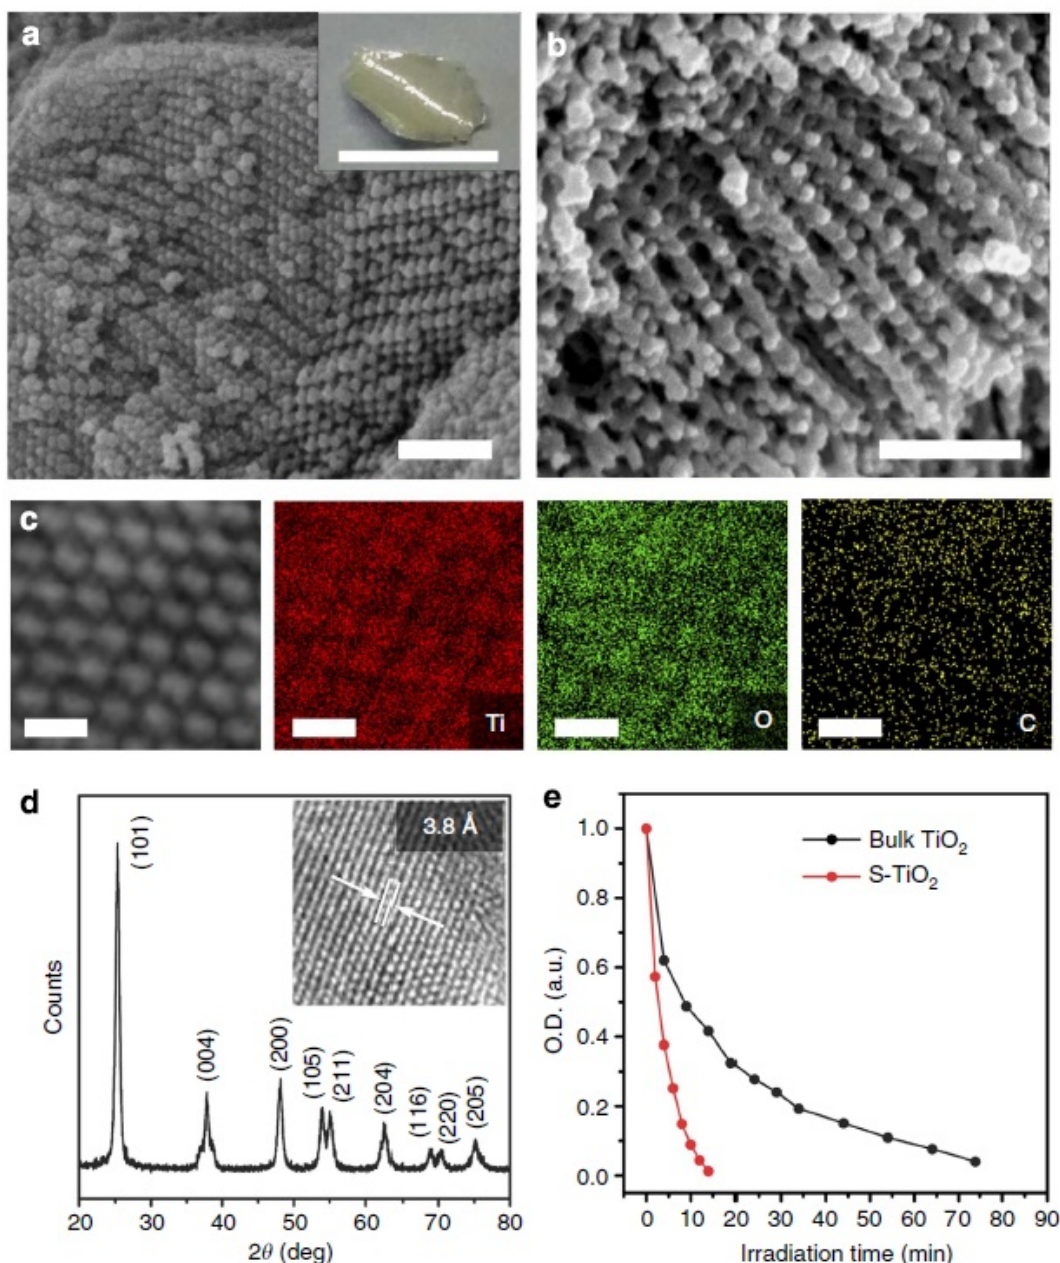 a
b
c
Ti
O
C
d
Counts
(101)
(004)
(200)
(105)
(211)
(204)
(116)
(220)
(205)
3.8 Å
20 30 40 50 60 70 80
2θ (deg)
e
O.D. (a.u.)
1.0
0.8
0.6
0.4
0.2
0.0
Bulk TiO₂
S-TiO₂
0 10 20 30 40 50 60 70 80 90
Irradiation time (min)